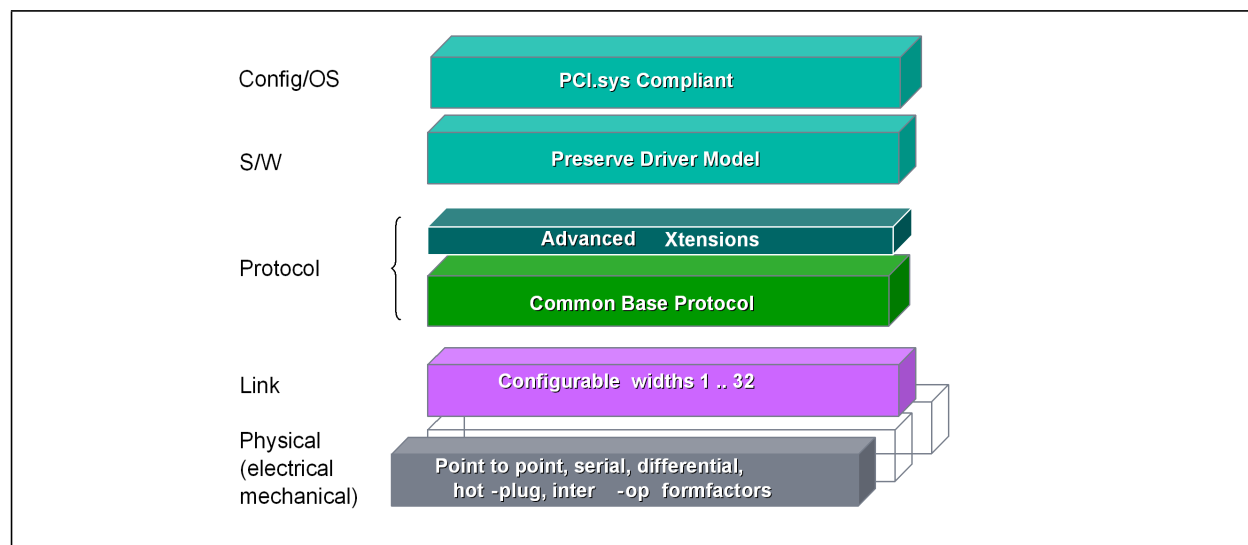 Config/OS
PCI.sys Compliant
S/W
Preserve Driver Model
Protocol
Advanced Xtensions
Common Base Protocol
Link
Configurable widths 1 .. 32
Physical
(electrical
mechanical)
Point to point, serial, differential,
hot -plug, inter -op formfactors